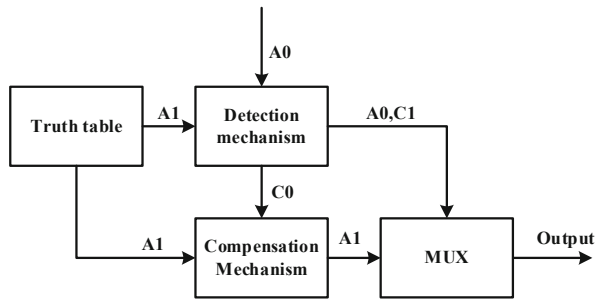 A0
Truth table
A1
Detection
mechanism
A0,C1
C0
A1
Compensation
Mechanism
A1
MUX
Output